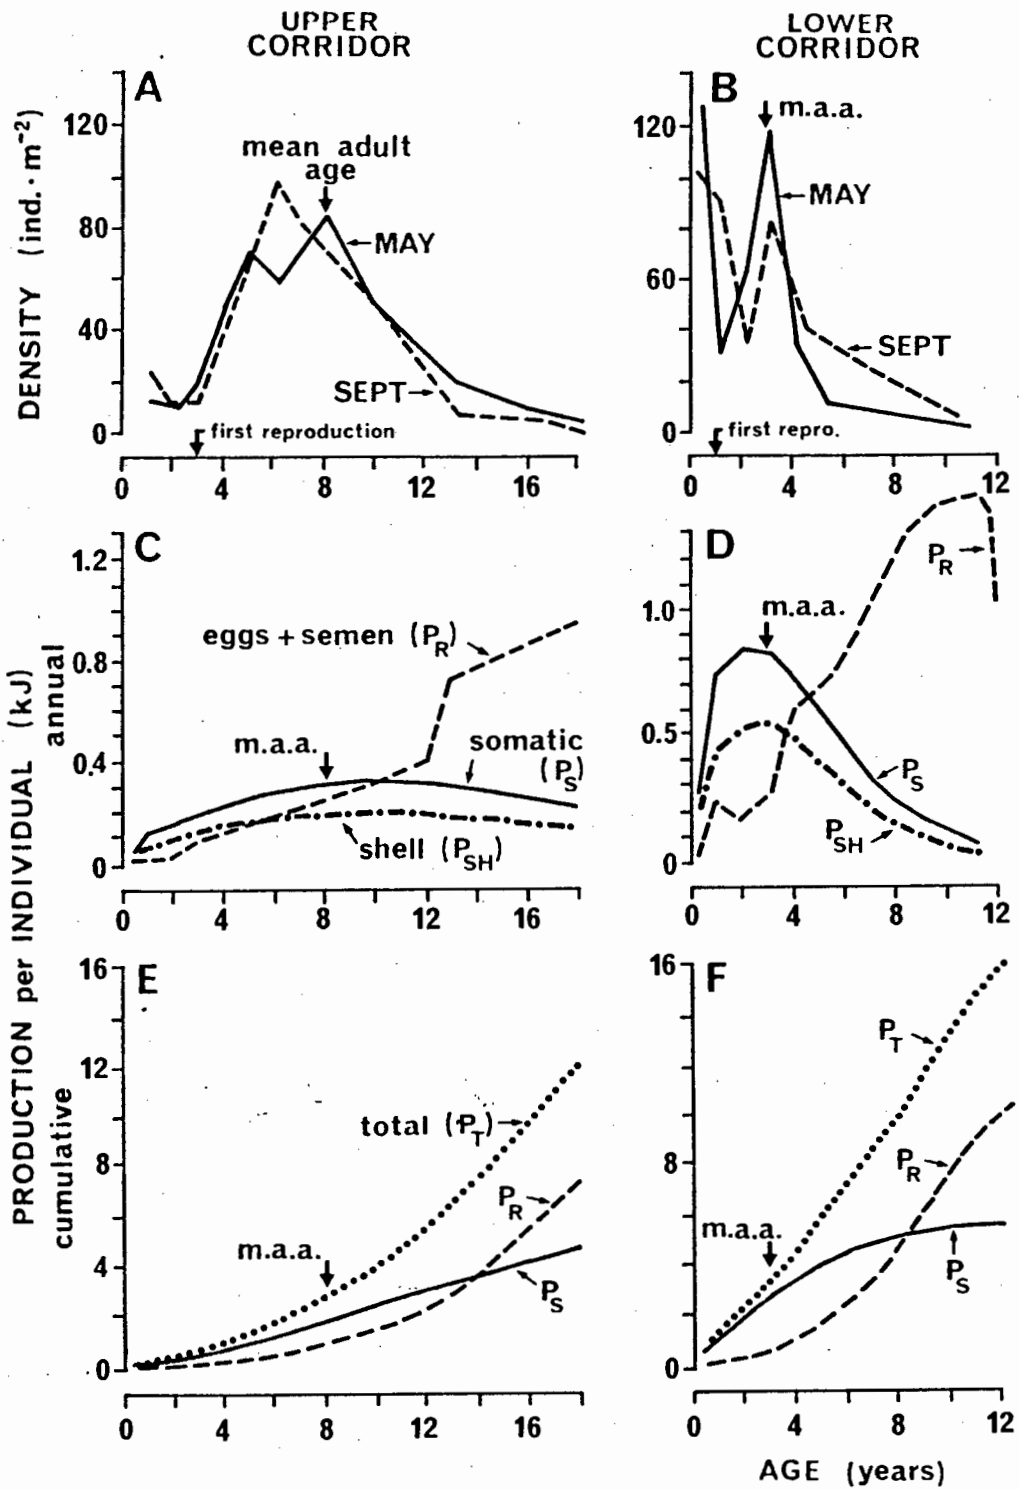 UPPER
CORRIDOR
LOWER
CORRIDOR
A
120
80
40
0
mean adult
age
MAY
SEPT
first reproduction
0 4 8 12 16
DENSITY (ind.·m⁻²)
B
120
60
0
m.a.a.
MAY
SEPT
first repro.
0 4 8 12
C
1.2
0.8
0.4
0
eggs + semen (P_R)
m.a.a.
somatic
(P_S)
shell (P_SH)
0 4 8 12 16
D
1.0
0.5
0
P_R
m.a.a.
P_S
P_SH
0 4 8 12
PRODUCTION per INDIVIDUAL (kJ)
annual
cumulative
E
16
12
8
4
0
total (P_T)
P_R
m.a.a.
P_S
0 4 8 12 16
F
16
8
0
P_T
P_R
m.a.a.
P_S
0 4 8 12
AGE (years)